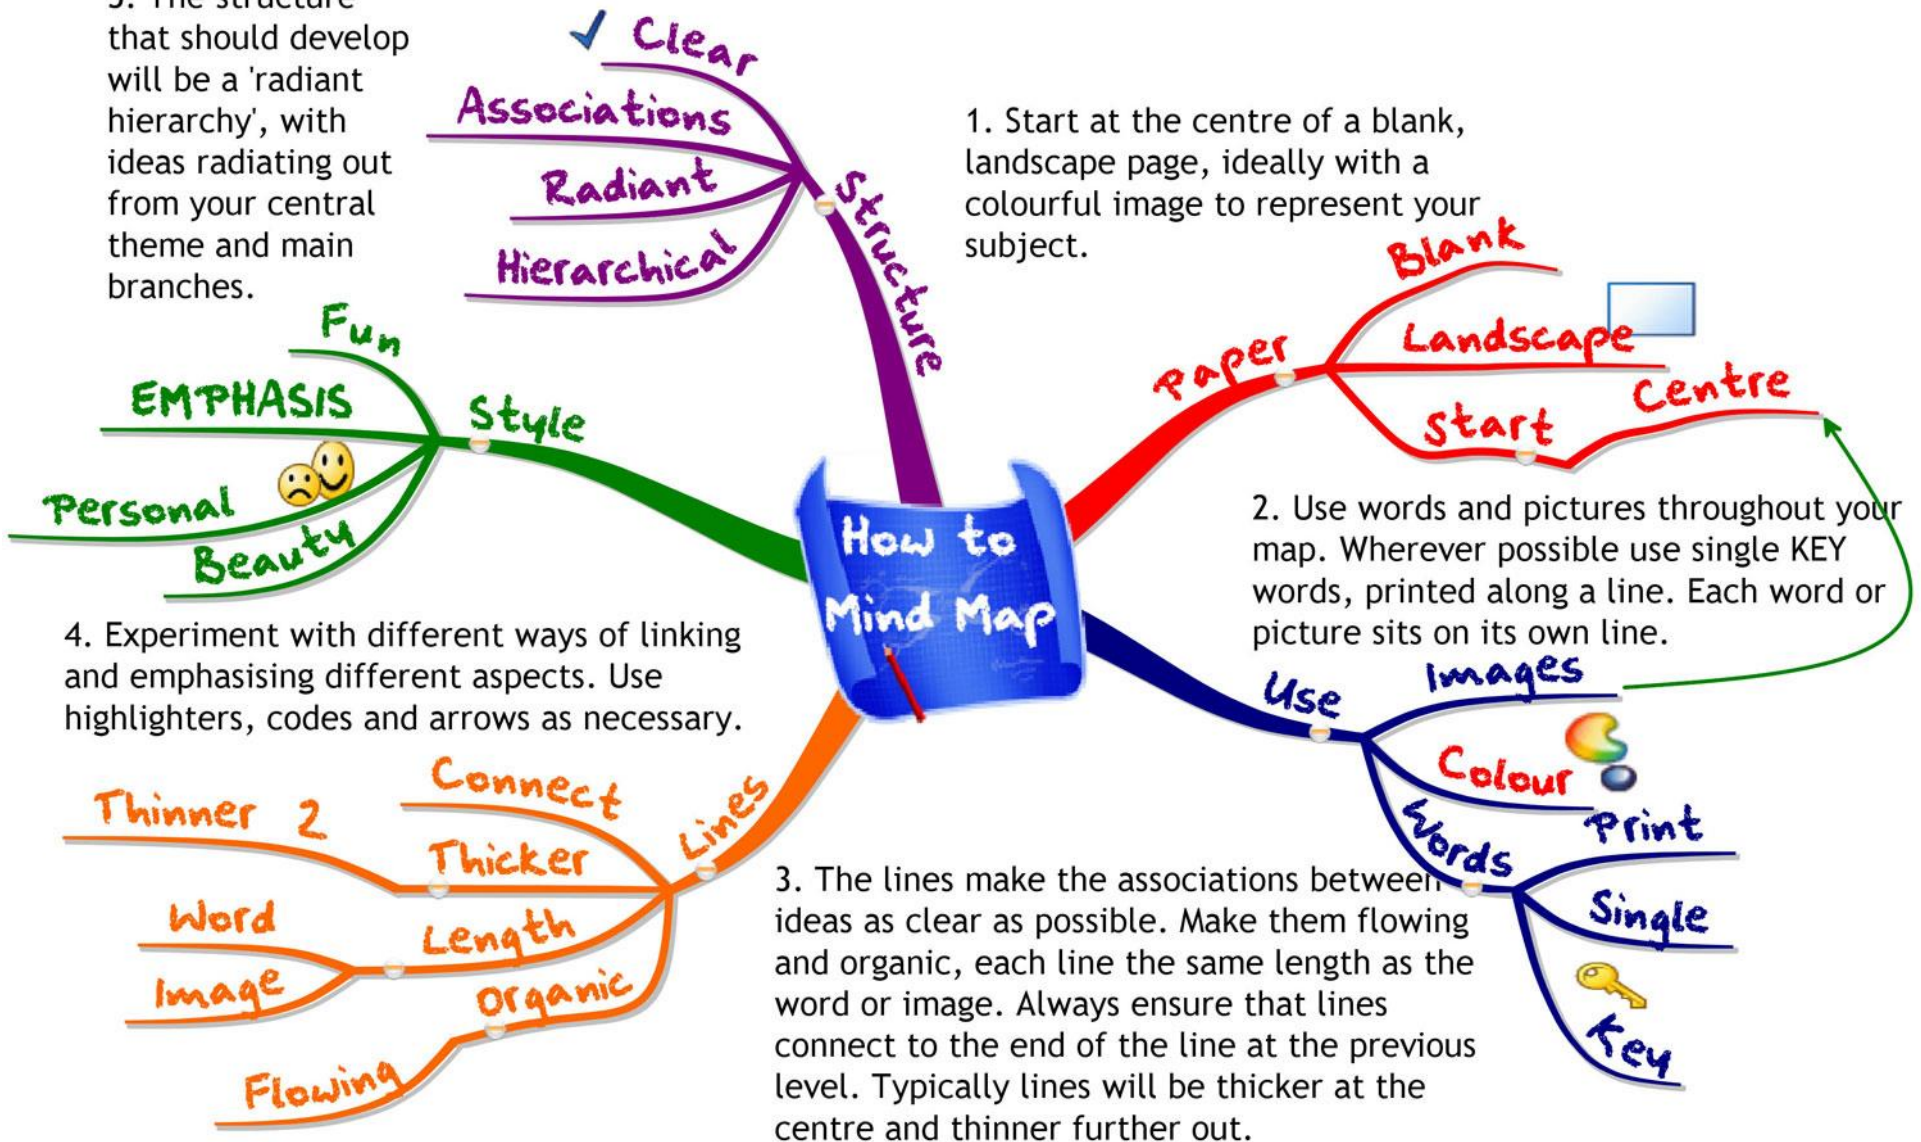 5. The structure
that should develop
will be a 'radiant
hierarchy', with
ideas radiating out
from your central
theme and main
branches.
Clear
Associations
Radiant
Hierarchical
Structure
1. Start at the centre of a blank,
landscape page, ideally with a
colourful image to represent your
subject.
Paper
Blank
Landscape
Start
Centre
Fun
EMPHASIS
Personal
Beauty
Style
How to
Mind Map
2. Use words and pictures throughout your
map. Wherever possible use single KEY
words, printed along a line. Each word or
picture sits on its own line.
Use
Images
Colour
Words
Print
Single
Key
4. Experiment with different ways of linking
and emphasising different aspects. Use
highlighters, codes and arrows as necessary.
Lines
Connect
Thicker
Thinner 2
Length
Word
Image
Organic
Flowing
3. The lines make the associations between
ideas as clear as possible. Make them flowing
and organic, each line the same length as the
word or image. Always ensure that lines
connect to the end of the line at the previous
level. Typically lines will be thicker at the
centre and thinner further out.